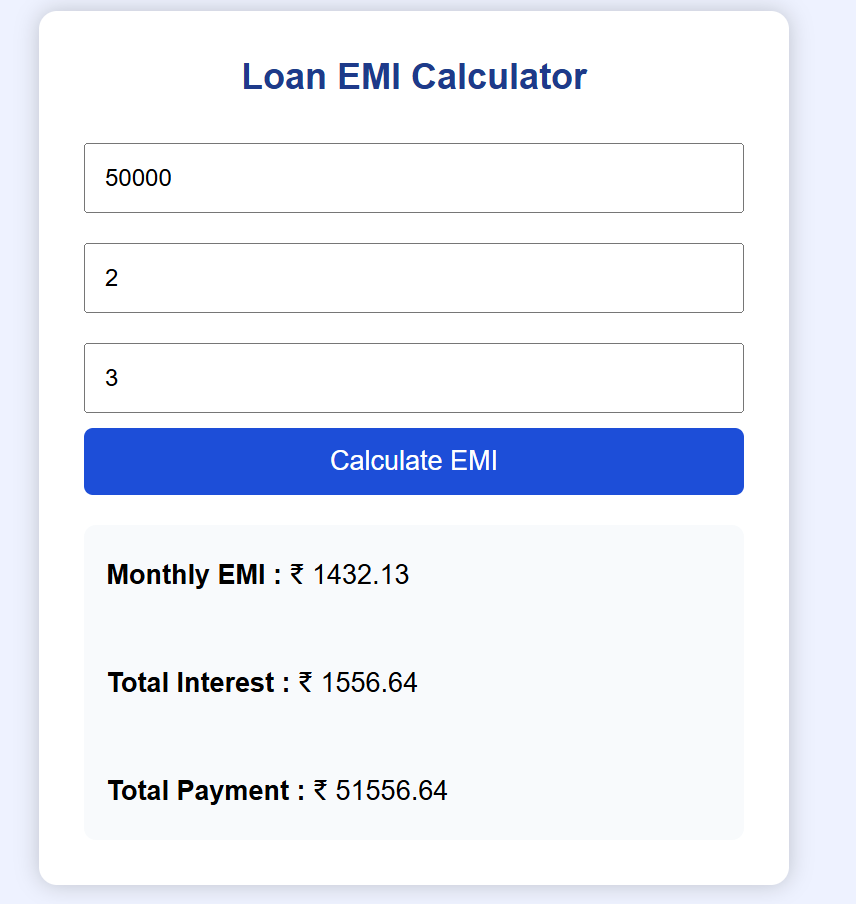 Loan EMI Calculator
50000
2
3
Calculate EMI
Monthly EMI : ₹ 1432.13
Total Interest : ₹ 1556.64
Total Payment : ₹ 51556.64